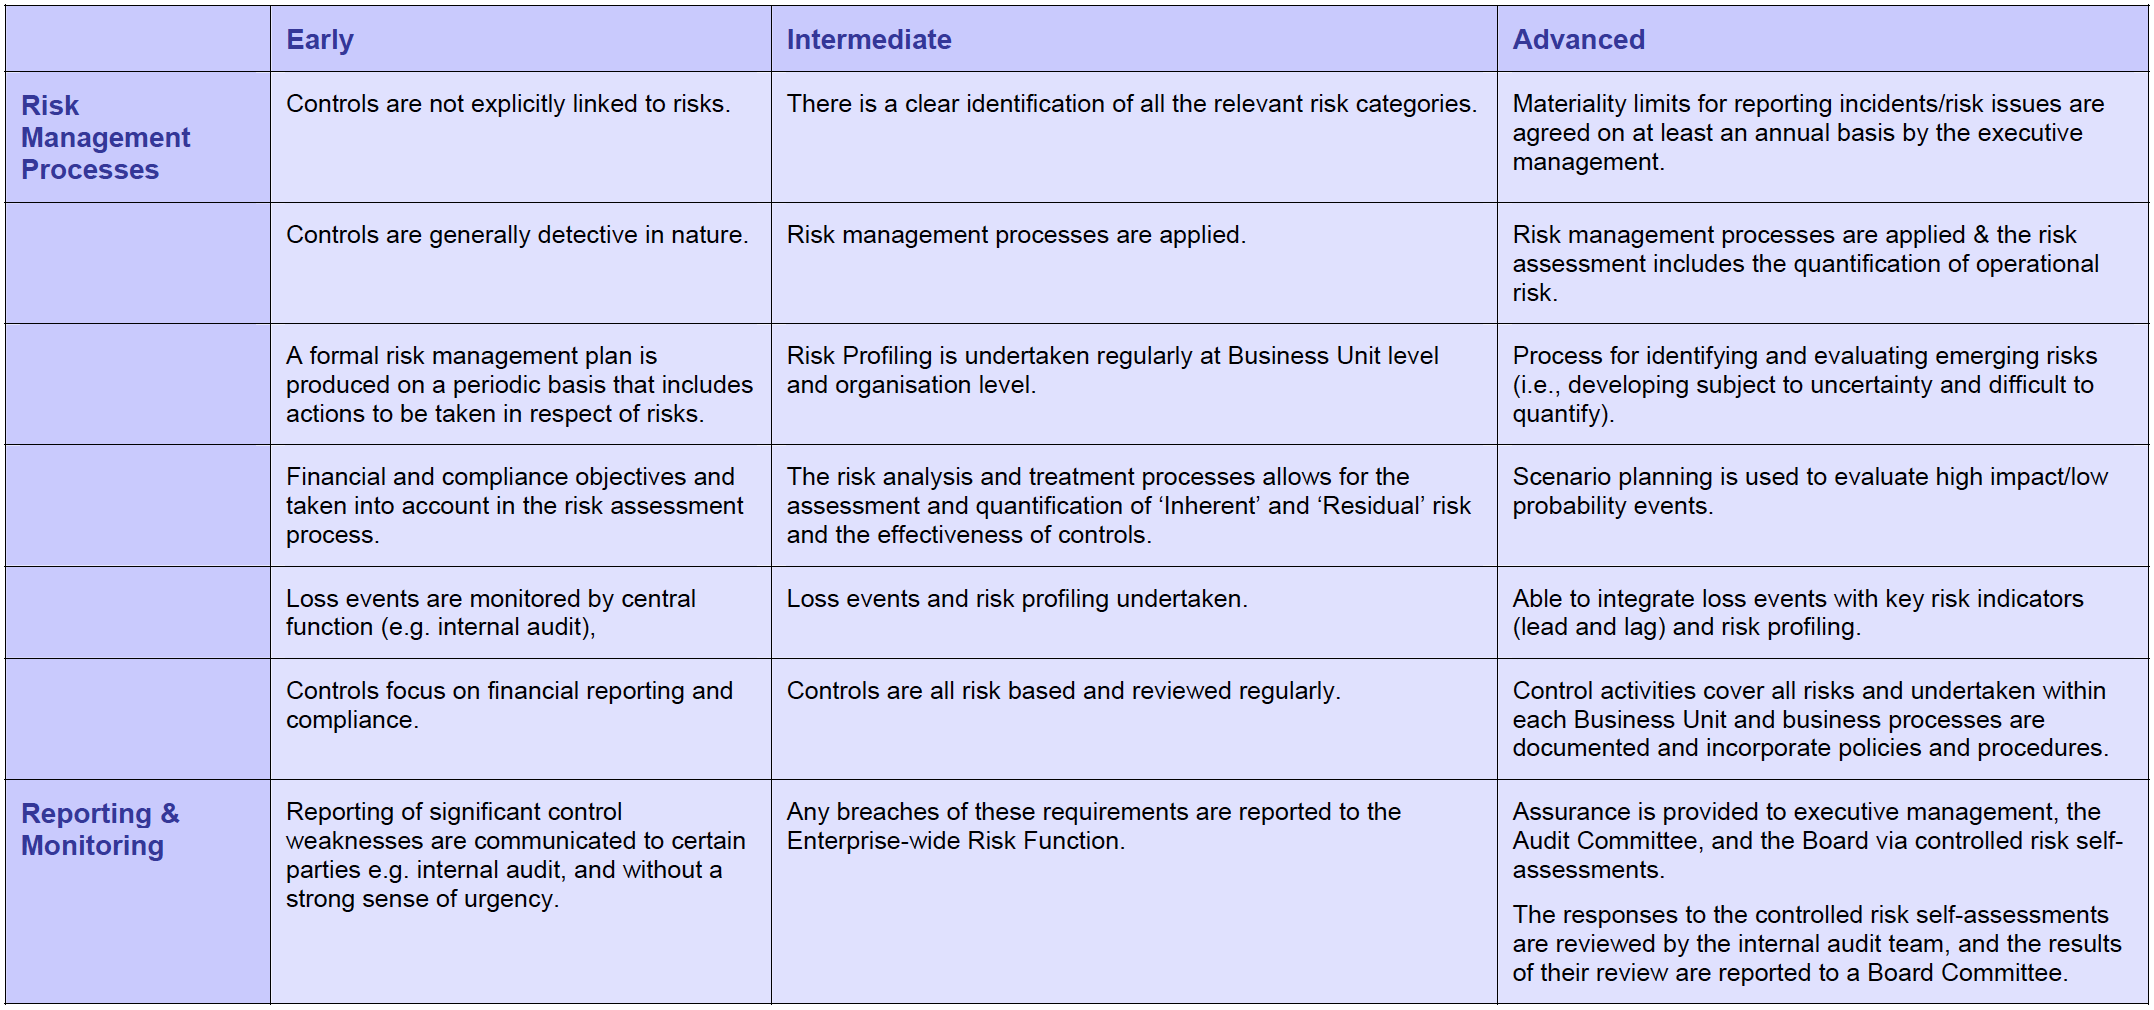 Early
Intermediate
Advanced
Risk
Management
Processes
Controls are not explicitly linked to risks.
There is a clear identification of all the relevant risk categories.
Materiality limits for reporting incidents/risk issues are
agreed on at least an annual basis by the executive
management.
Controls are generally detective in nature.
Risk management processes are applied.
Risk management processes are applied & the risk
assessment includes the quantification of operational
risk.
A formal risk management plan is
produced on a periodic basis that includes
actions to be taken in respect of risks.
Risk Profiling is undertaken regularly at Business Unit level
and organisation level.
Process for identifying and evaluating emerging risks
(i.e., developing subject to uncertainty and difficult to
quantify).
Financial and compliance objectives and
taken into account in the risk assessment
process.
The risk analysis and treatment processes allows for the
assessment and quantification of ‘Inherent’ and ‘Residual’ risk
and the effectiveness of controls.
Scenario planning is used to evaluate high impact/low
probability events.
Loss events are monitored by central
function (e.g. internal audit),
Loss events and risk profiling undertaken.
Able to integrate loss events with key risk indicators
(lead and lag) and risk profiling.
Controls focus on financial reporting and
compliance.
Controls are all risk based and reviewed regularly.
Control activities cover all risks and undertaken within
each Business Unit and business processes are
documented and incorporate policies and procedures.
Reporting &
Monitoring
Reporting of significant control
weaknesses are communicated to certain
parties e.g. internal audit, and without a
strong sense of urgency.
Any breaches of these requirements are reported to the
Enterprise-wide Risk Function.
Assurance is provided to executive management, the
Audit Committee, and the Board via controlled risk self-
assessments.
The responses to the controlled risk self-assessments
are reviewed by the internal audit team, and the results
of their review are reported to a Board Committee.